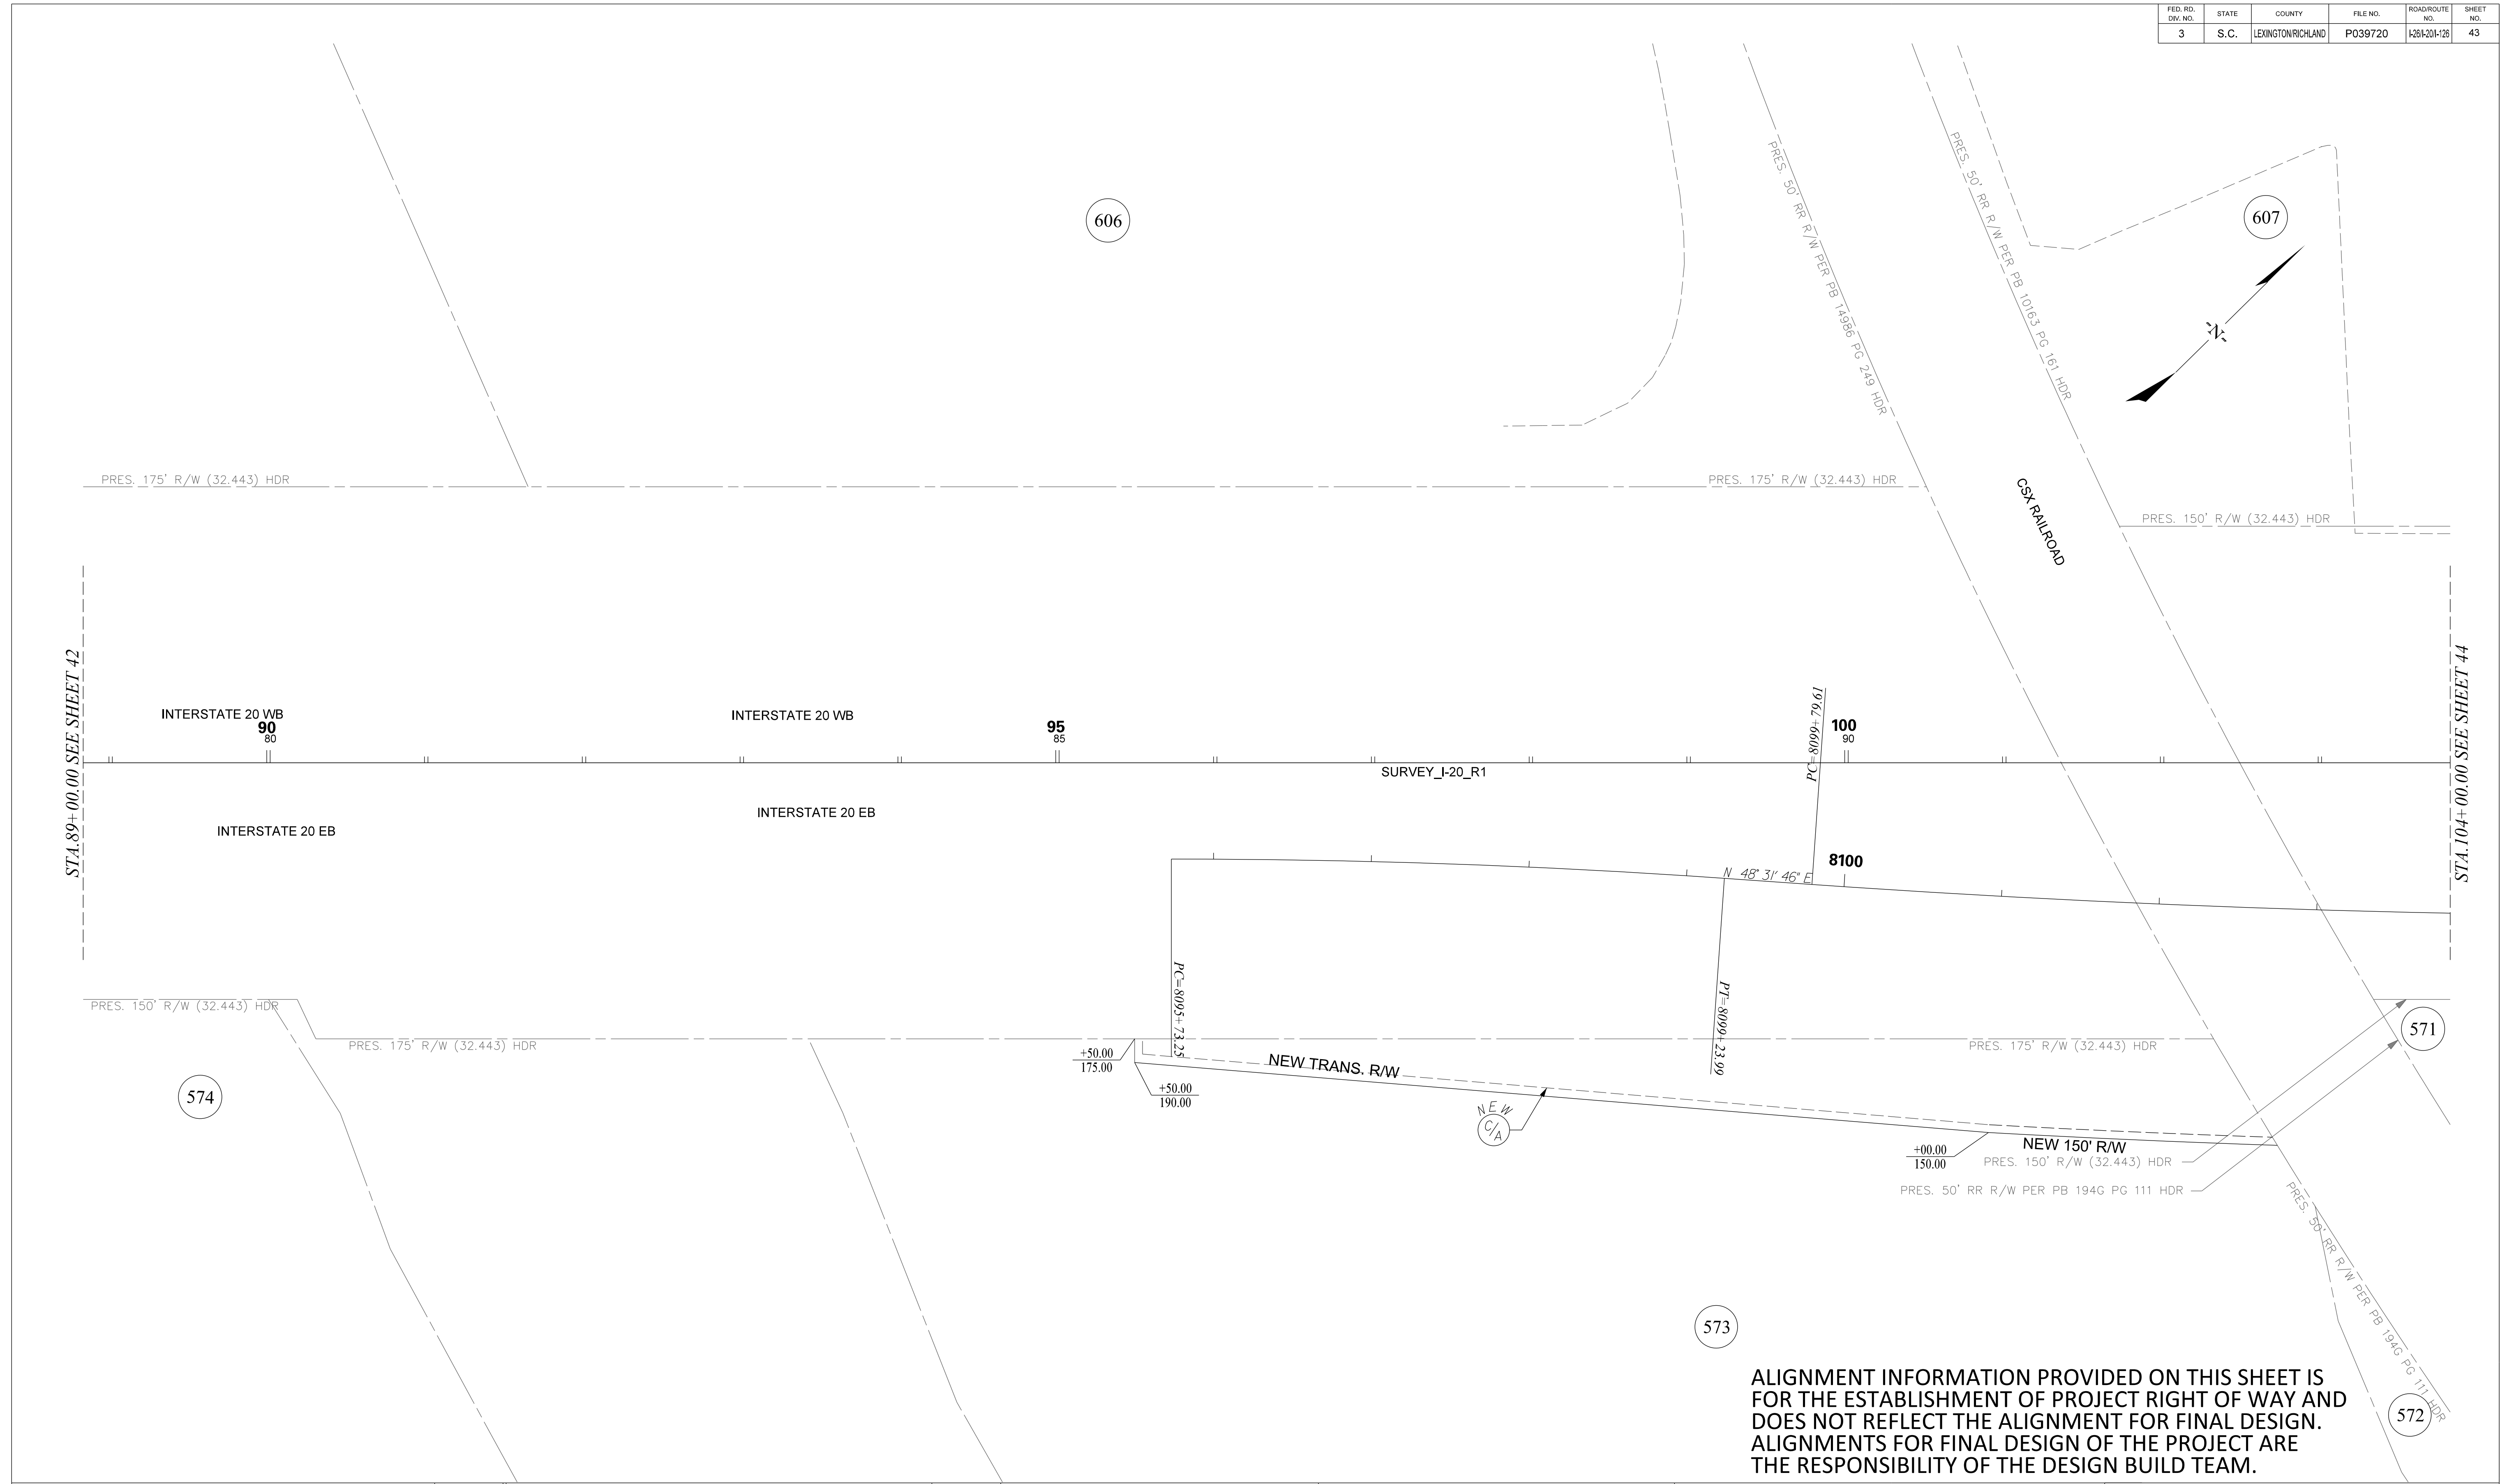 FED. RD. DIV. NO. STATE COUNTY FILE NO. ROAD/ROUTE NO. SHEET NO.
3 S.C. LEXINGTON/RICHLAND P039720 I-26/I-20/I-126 43
606
607
PRES. 50' RR R/W PER PB 14986 PG 249 HDR
PRES. 50' RR R/W PER PB 10163 PG 161 HDR
-N-
PRES. 175' R/W (32.443) HDR
PRES. 175' R/W (32.443) HDR
CSX RAILROAD
PRES. 150' R/W (32.443) HDR
STA.89+00.00 SEE SHEET 42
STA.104+00.00 SEE SHEET 44
INTERSTATE 20 WB
90
80
INTERSTATE 20 WB
95
85
PC=8099+79.61
100
90
SURVEY_I-20_R1
INTERSTATE 20 EB
INTERSTATE 20 EB
8100
N 48° 31' 46" E
PC=8095+73.25
PT=8099+23.99
PRES. 150' R/W (32.443) HDR
PRES. 175' R/W (32.443) HDR
PRES. 175' R/W (32.443) HDR
571
574
+50.00
175.00
+50.00
190.00
NEW TRANS. R/W
NEW
C/A
+00.00
150.00
NEW 150' R/W
PRES. 150' R/W (32.443) HDR
PRES. 50' RR R/W PER PB 194G PG 111 HDR
PRES. 50' RR R/W PER PB 194G PG 111 HDR
573
572
ALIGNMENT INFORMATION PROVIDED ON THIS SHEET IS
FOR THE ESTABLISHMENT OF PROJECT RIGHT OF WAY AND
DOES NOT REFLECT THE ALIGNMENT FOR FINAL DESIGN.
ALIGNMENTS FOR FINAL DESIGN OF THE PROJECT ARE
THE RESPONSIBILITY OF THE DESIGN BUILD TEAM.